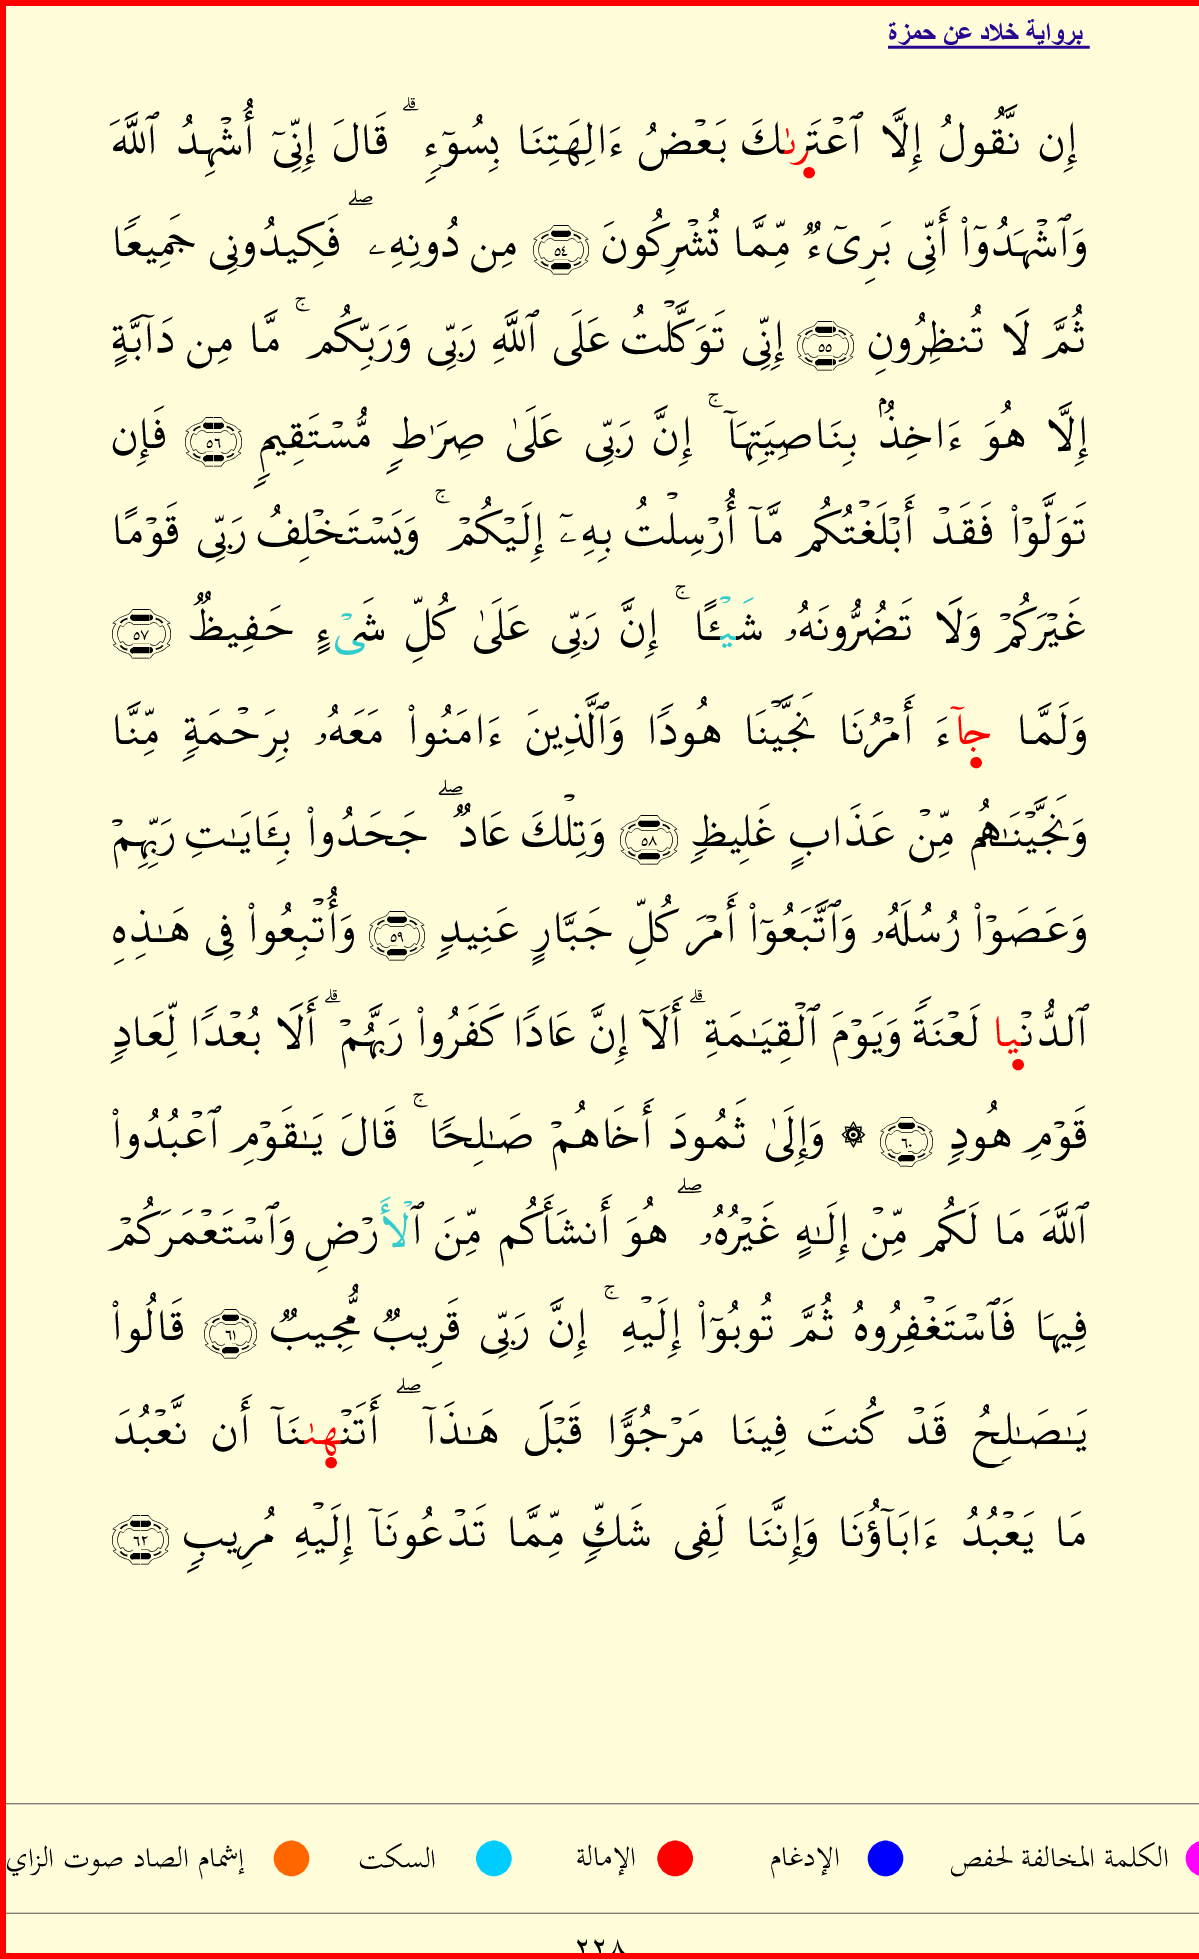 برواية خلاد عن حمزة
إِن نَّقُولُ إِلَّا ٱعْتَرىٰكَ بَعْضُ ءَالِهَتِنَا بِسُوٓءٍ ۗ قَالَ إِنِّىٓ أُشْهِدُ ٱللَّهَ
وَٱشْهَدُوٓا۟ أَنِّى بَرِىٓءٌ مِّمَّا تُشْرِكُونَ ٥٤ مِن دُونِهِۦ ۖ فَكِيدُونِى جَمِيعًا
ثُمَّ لَا تُنظِرُونِ ٥٥ إِنِّى تَوَكَّلْتُ عَلَى ٱللَّهِ رَبِّى وَرَبِّكُم ۚ مَّا مِن دَآبَّةٍ
إِلَّا هُوَ ءَاخِذٌۢ بِنَاصِيَتِهَآ ۚ إِنَّ رَبِّى عَلَىٰ صِرَٰطٍ مُّسْتَقِيمٍ ٥٦ فَإِن
تَوَلَّوْا۟ فَقَدْ أَبْلَغْتُكُم مَّآ أُرْسِلْتُ بِهِۦٓ إِلَيْكُمْ ۚ وَيَسْتَخْلِفُ رَبِّى قَوْمًا
غَيْرَكُمْ وَلَا تَضُرُّونَهُۥ شَيْـًٔا ۚ إِنَّ رَبِّى عَلَىٰ كُلِّ شَىْءٍ حَفِيظٌ ٥٧
وَلَمَّا جآءَ أَمْرُنَا نَجَّيْنَا هُودًا وَٱلَّذِينَ ءَامَنُوا۟ مَعَهُۥ بِرَحْمَةٍ مِّنَّا
وَنَجَّيْنَـٰهُم مِّنْ عَذَابٍ غَلِيظٍ ٥٨ وَتِلْكَ عَادٌ ۖ جَحَدُوا۟ بِـَٔايَـٰتِ رَبِّهِمْ
وَعَصَوْا۟ رُسُلَهُۥ وَٱتَّبَعُوٓا۟ أَمْرَ كُلِّ جَبَّارٍ عَنِيدٍ ٥٩ وَأُتْبِعُوا۟ فِى هَـٰذِهِ
ٱلدُّنْيا لَعْنَةً وَيَوْمَ ٱلْقِيَـٰمَةِ ۗ أَلَآ إِنَّ عَادًا كَفَرُوا۟ رَبَّهُمْ ۗ أَلَا بُعْدًا لِّعَادٍ
قَوْمِ هُودٍ ٦٠ ۞ وَإِلَىٰ ثَمُودَ أَخَاهُمْ صَـٰلِحًا ۚ قَالَ يَـٰقَوْمِ ٱعْبُدُوا۟
ٱللَّهَ مَا لَكُم مِّنْ إِلَـٰهٍ غَيْرُهُۥ ۖ هُوَ أَنشَأَكُم مِّنَ ٱلْأَرْضِ وَٱسْتَعْمَرَكُمْ
فِيهَا فَٱسْتَغْفِرُوهُ ثُمَّ تُوبُوٓا۟ إِلَيْهِ ۚ إِنَّ رَبِّى قَرِيبٌ مُّجِيبٌ ٦١ قَالُوا۟
يَـٰصَـٰلِحُ قَدْ كُنتَ فِينَا مَرْجُوًّا قَبْلَ هَـٰذَآ ۖ أَتَنْهىٰنَآ أَن نَّعْبُدَ
مَا يَعْبُدُ ءَابَآؤُنَا وَإِنَّنَا لَفِى شَكٍّ مِّمَّا تَدْعُونَآ إِلَيْهِ مُرِيبٍ ٦٢
الكلمة المخالفة لحفص الإدغام الإمالة السكت إشمام الصاد صوت الزاي
٢٢٨